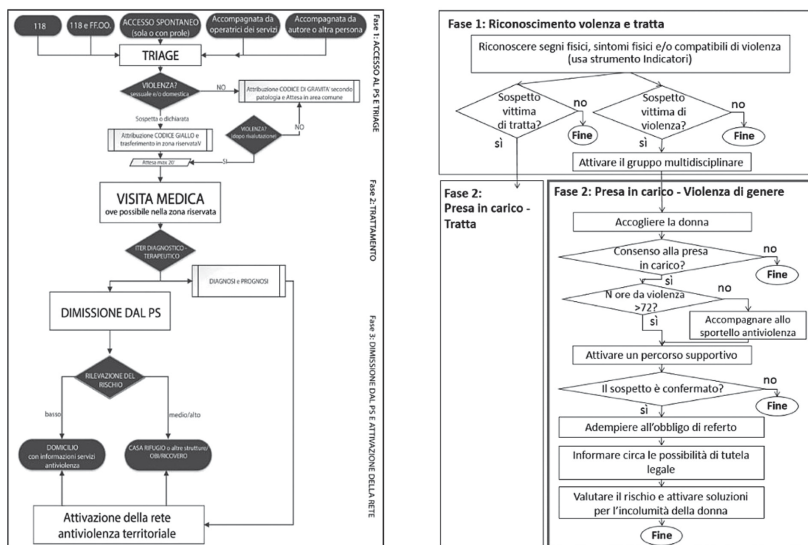 118
118 e FF.OO.
ACCESSO SPONTANEO
(sola o con prole)
Accompagnata da
operatrici dei servizi
Accompagnata da
autore o altra persona
TRIAGE
VIOLENZA?
sessuale e/o domestica
NO
Attribuzione CODICE DI GRAVITA' secondo
patologia e Attesa in area comune
Sospetta o dichiarata
NO
Attribuzione CODICE GIALLO e
trasferimento in zona riservataV
VIOLENZA?
(dopo rivalutazione)
SI
Attesa max 20'
VISITA MEDICA
ove possibile nella zona riservata
ITER DIAGNOSTICO -
TERAPEUTICO
DIAGNOSI e PROGNOSI
DIMISSIONE DAL PS
RILEVAZIONE DEL
RISCHIO
basso
medio/alto
DOMICILIO
con informazioni servizi
antiviolenza
CASA RIFUGIO o altre strutture/
OBI/RICOVERO
Attivazione della rete
antiviolenza territoriale
Fase 1: ACCESSO AL PS E TRIAGE
Fase 2: TRATTAMENTO
Fase 3: DIMISSIONE DAL PS E ATTIVAZIONE DELLA RETE
Fase 1: Riconoscimento violenza e tratta
Riconoscere segni fisici, sintomi fisici e/o compatibili di violenza
(usa strumento Indicatori)
Sospetto
vittima
di tratta?
no
Fine
sì
Sospetto
vittima di
violenza?
no
Fine
sì
Attivare il gruppo multidisciplinare
Fase 2:
Presa in carico -
Tratta
Fase 2: Presa in carico - Violenza di genere
Accogliere la donna
Consenso alla presa
in carico?
no
Fine
sì
N ore da violenza
>72?
no
sì
Accompagnare allo
sportello antiviolenza
Attivare un percorso supportivo
Il sospetto è confermato?
no
Fine
sì
Adempiere all'obbligo di referto
Informare circa le possibilità di tutela
legale
Valutare il rischio e attivare soluzioni
per l'incolumità della donna
Fine